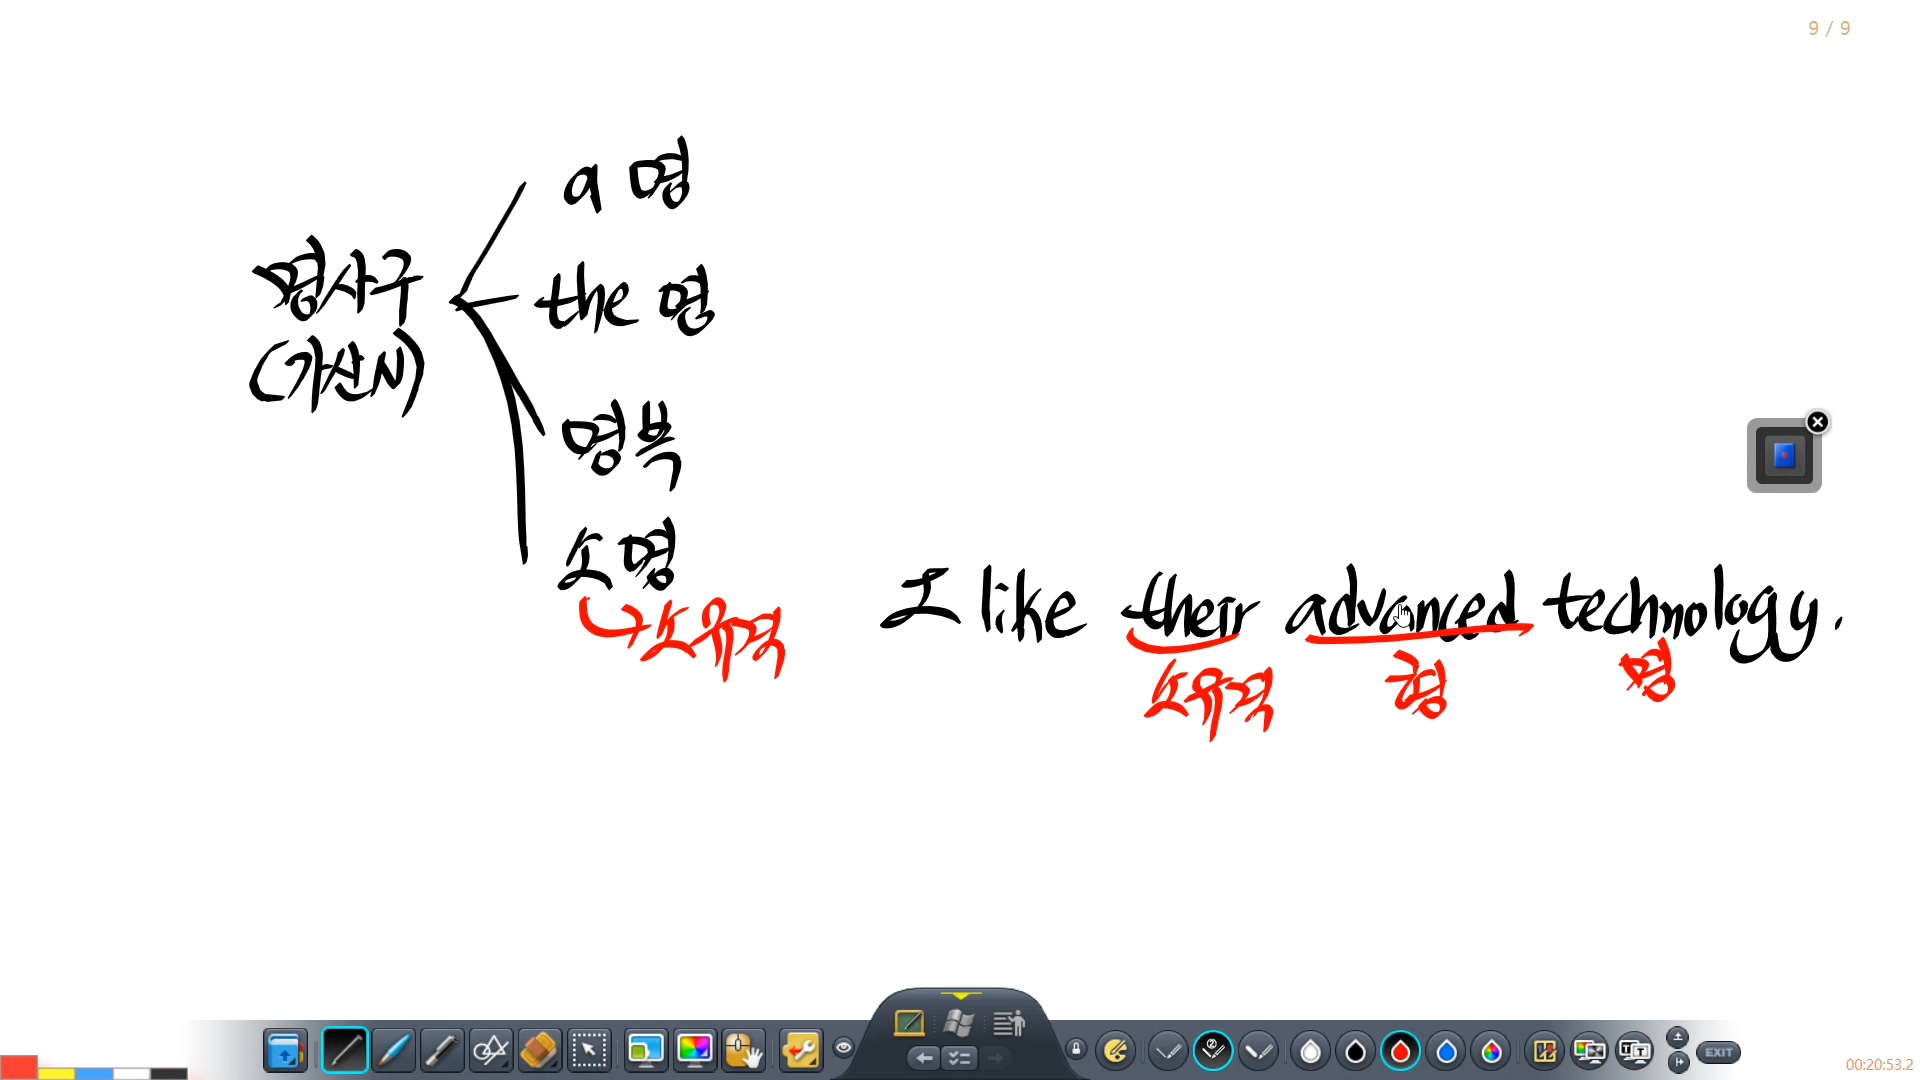 9 / 9
a 명
the 명
명사구
(가산N)
명복
소명
소유격
I like their advanced technology.
소유격 형 명
EXIT
00:20:53.2